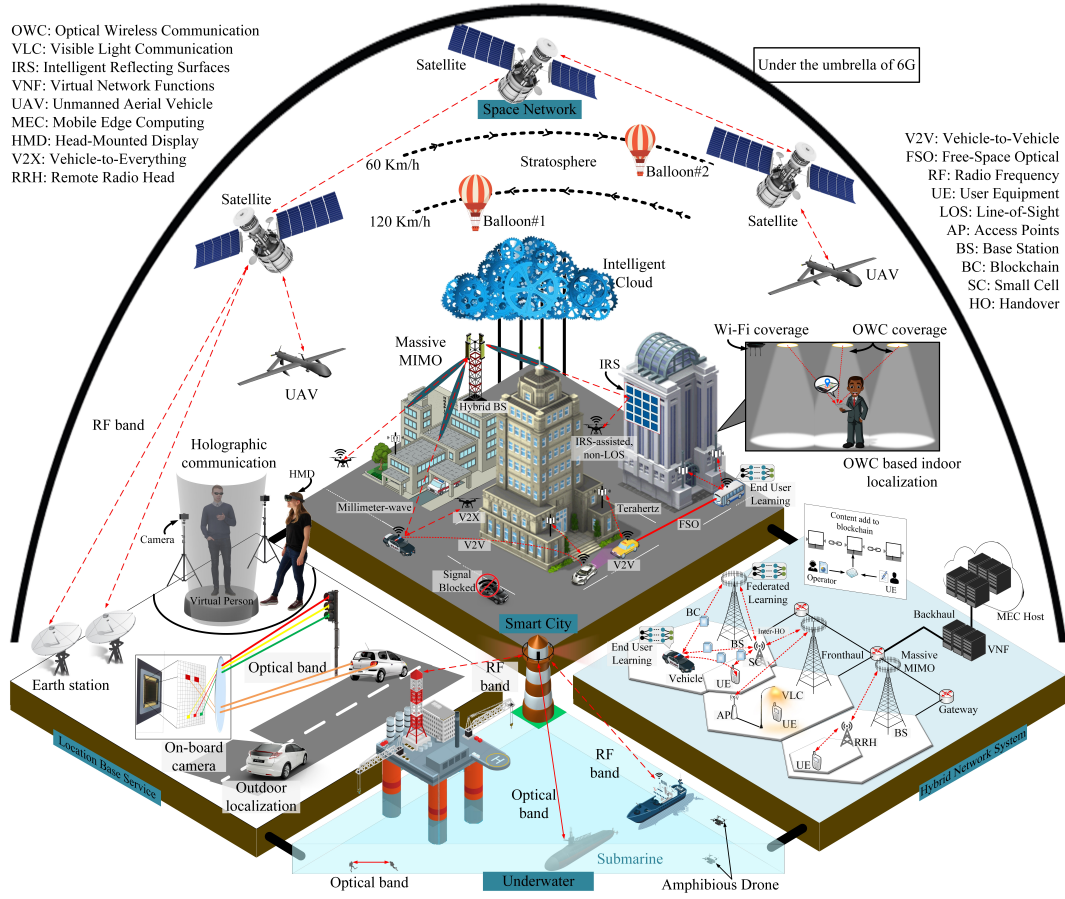 OWC: Optical Wireless Communication
VLC: Visible Light Communication
IRS: Intelligent Reflecting Surfaces
VNF: Virtual Network Functions
UAV: Unmanned Aerial Vehicle
MEC: Mobile Edge Computing
HMD: Head-Mounted Display
V2X: Vehicle-to-Everything
RRH: Remote Radio Head
Under the umbrella of 6G
V2V: Vehicle-to-Vehicle
FSO: Free-Space Optical
RF: Radio Frequency
UE: User Equipment
LOS: Line-of-Sight
AP: Access Points
BS: Base Station
BC: Blockchain
SC: Small Cell
HO: Handover
Satellite
Space Network
60 Km/h
Stratosphere
Balloon#2
Satellite
120 Km/h
Balloon#1
Satellite
UAV
Intelligent
Cloud
UAV
Massive
MIMO
Hybrid BS
IRS
Wi-Fi coverage
OWC coverage
OWC based indoor
localization
RF band
Holographic
communication
HMD
Camera
Virtual Person
IRS-assisted,
non-LOS
Millimeter-wave
V2X
V2V
Terahertz
FSO
End User
Learning
V2V
Signal
Blocked
Smart City
Content add to
blockchain
Operator
UE
MEC Host
Backhaul
VNF
Federated
Learning
BC
BS
Inter-HO
SC
End User
Learning
Vehicle
UE
Fronthaul
Massive
MIMO
Gateway
VLC
AP
UE
RRH
BS
UE
Hybrid Network System
Earth station
Optical band
On-board
camera
Outdoor
localization
Location Base Service
RF
band
RF
band
Optical
band
Submarine
Optical band
Underwater
Amphibious Drone
H